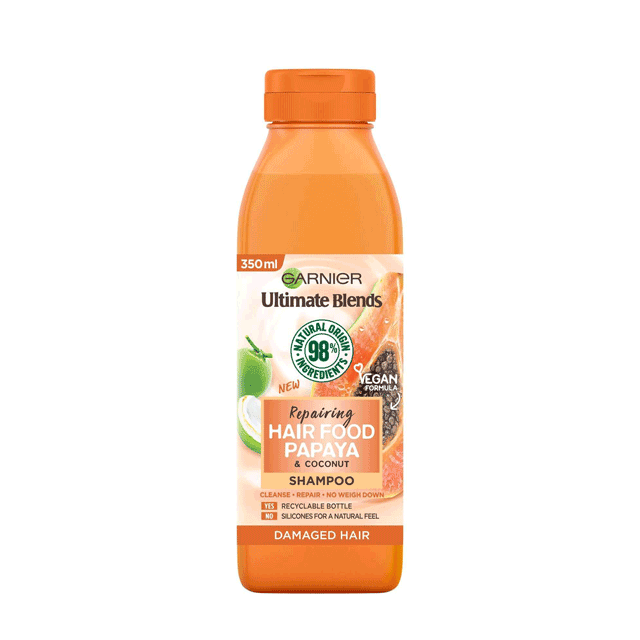 350ml
GARNIER
Ultimate Blends
NATURAL ORIGIN
98%
INGREDIENTS
NEW
VEGAN
FORMULA
Repairing
HAIR FOOD
PAPAYA
& COCONUT
SHAMPOO
CLEANSE • REPAIR • NO WEIGH DOWN
YES RECYCLABLE BOTTLE
NO SILICONES FOR A NATURAL FEEL
DAMAGED HAIR